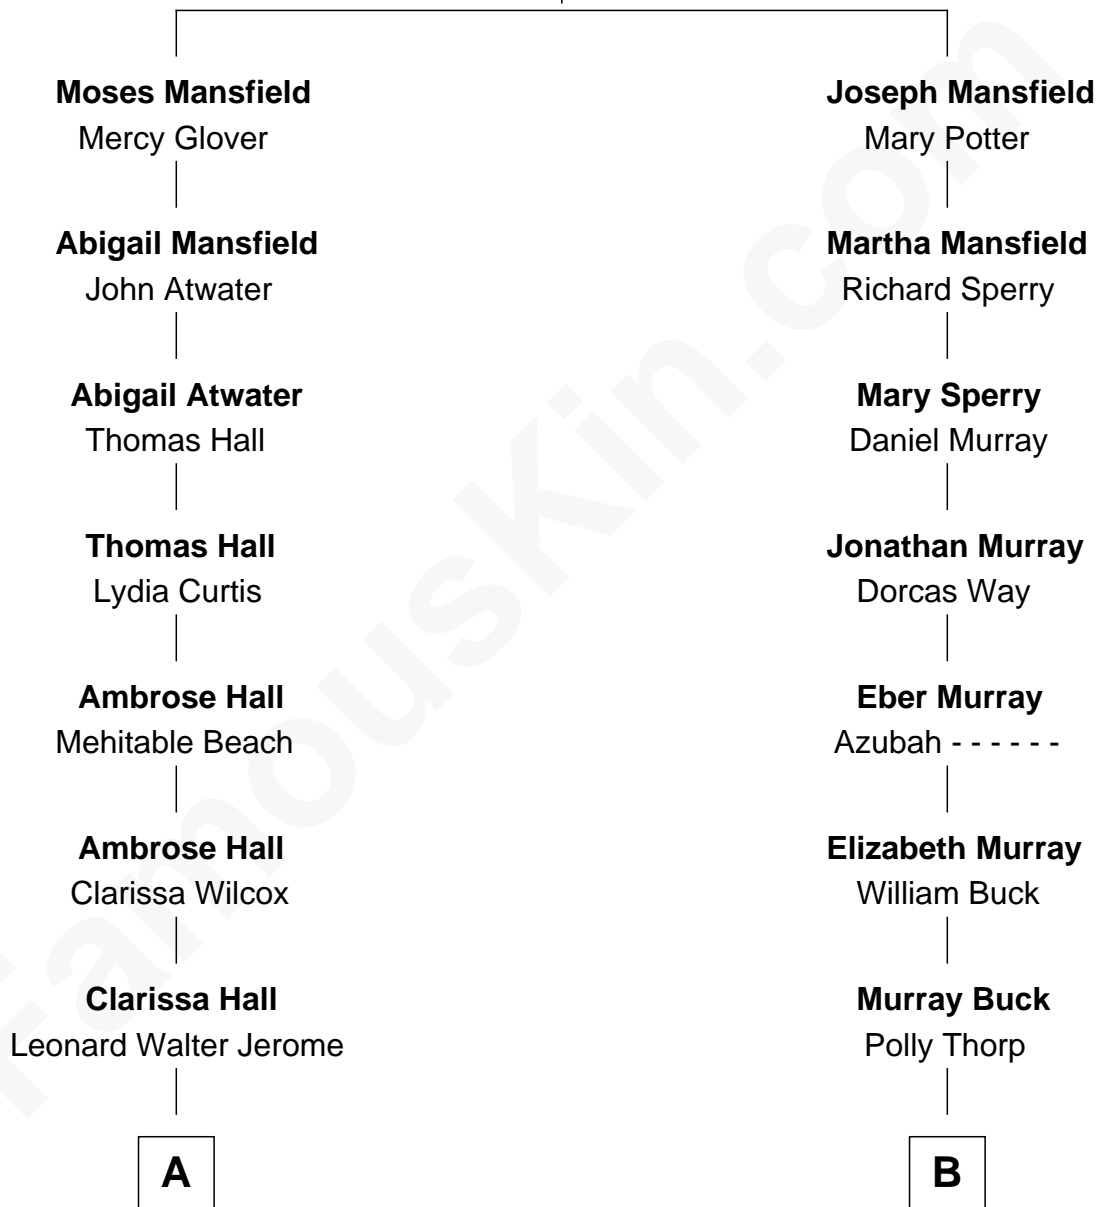 Moses Mansfield
Mercy Glover
Abigail Mansfield
John Atwater
Abigail Atwater
Thomas Hall
Thomas Hall
Lydia Curtis
Ambrose Hall
Mehitable Beach
Ambrose Hall
Clarissa Wilcox
Clarissa Hall
Leonard Walter Jerome
A
Joseph Mansfield
Mary Potter
Martha Mansfield
Richard Sperry
Mary Sperry
Daniel Murray
Jonathan Murray
Dorcas Way
Eber Murray
Azubah - - - - - -
Elizabeth Murray
William Buck
Murray Buck
Polly Thorp
B
FamousKin.com